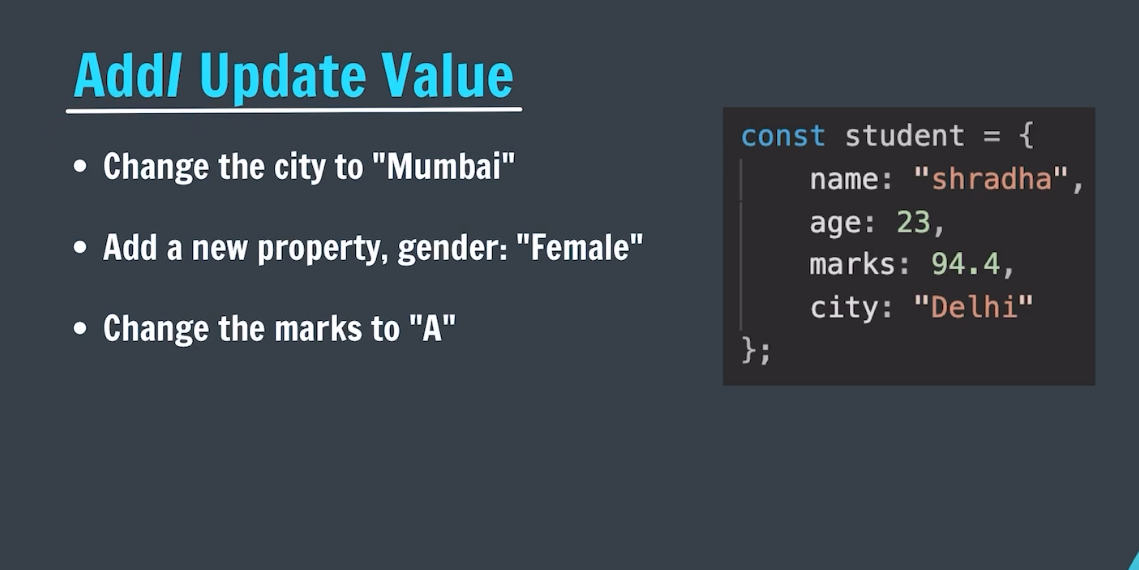 Add/ Update Value
• Change the city to "Mumbai"
• Add a new property, gender: "Female"
• Change the marks to "A"
const student = {
    name: "shradha",
    age: 23,
    marks: 94.4,
    city: "Delhi"
};